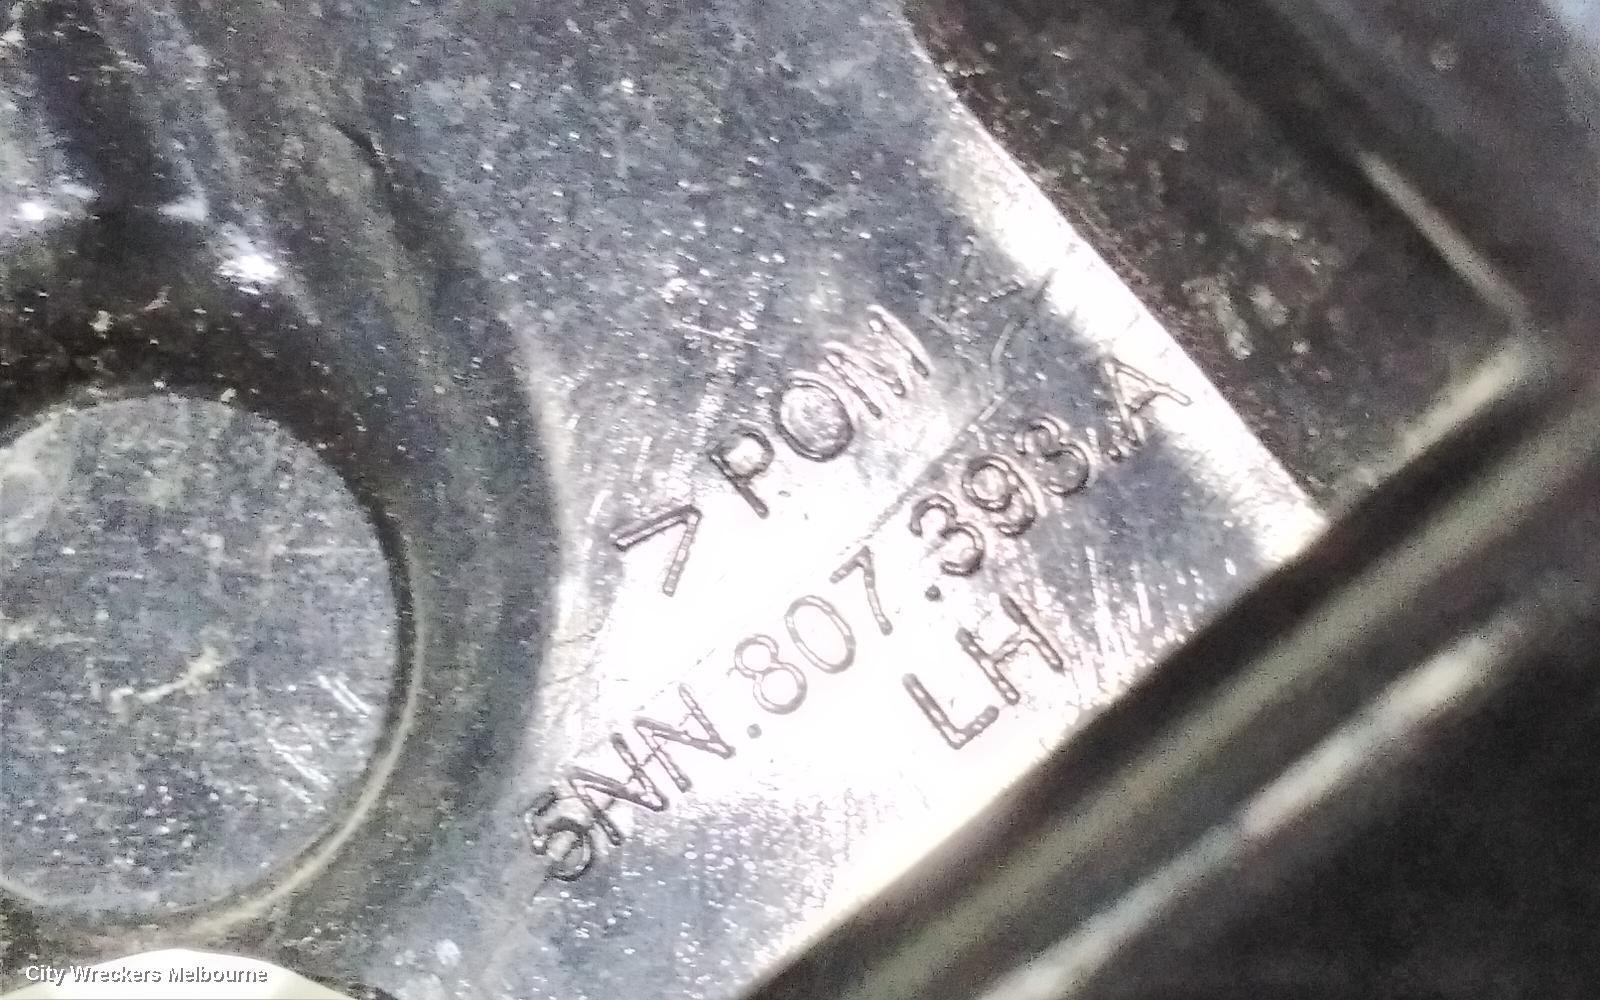 >POM<
5NN.807.393.A
LH
City Wreckers Melbourne